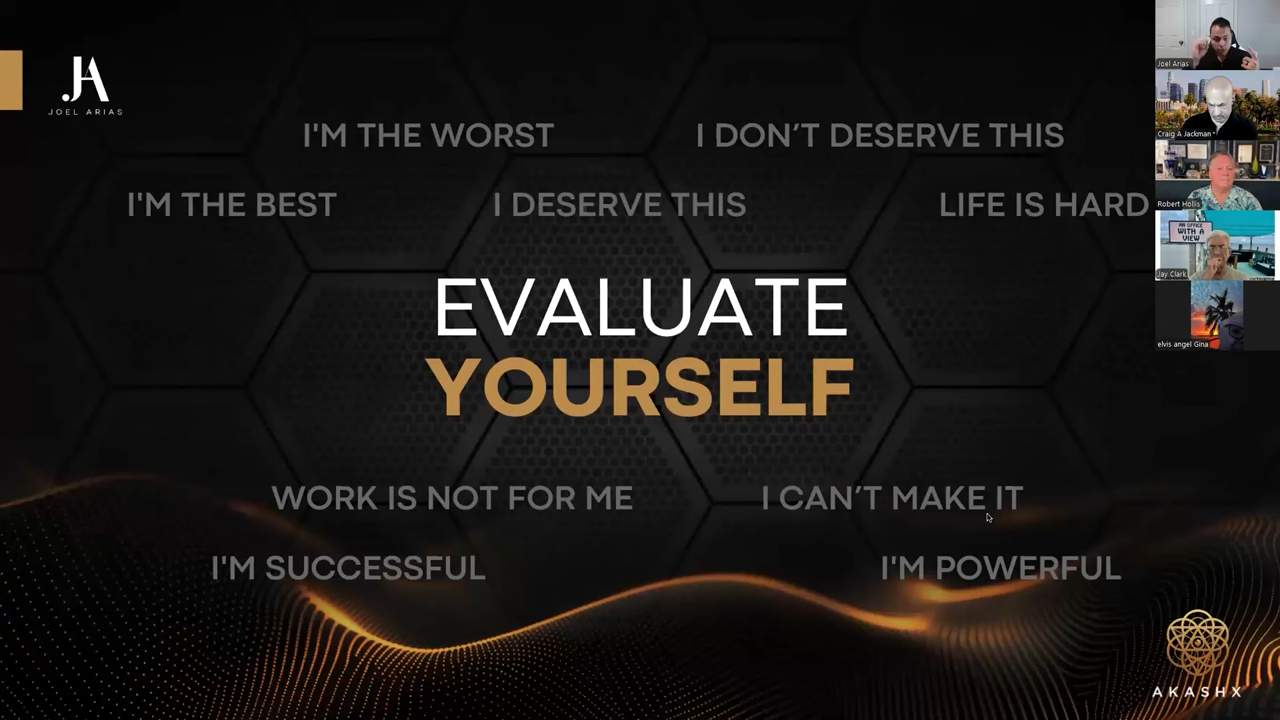 JA
JOEL ARIAS
I'M THE WORST
I DON'T DESERVE THIS
I'M THE BEST
I DESERVE THIS
LIFE IS HARD
EVALUATE
YOURSELF
WORK IS NOT FOR ME
I CAN'T MAKE IT
I'M SUCCESSFUL
I'M POWERFUL
AKASHX
Joel Arias
Craig A Jackman
Robert Hollis
AN OFFICE
WITH A
VIEW
Jay Clark
elvis angel Gina